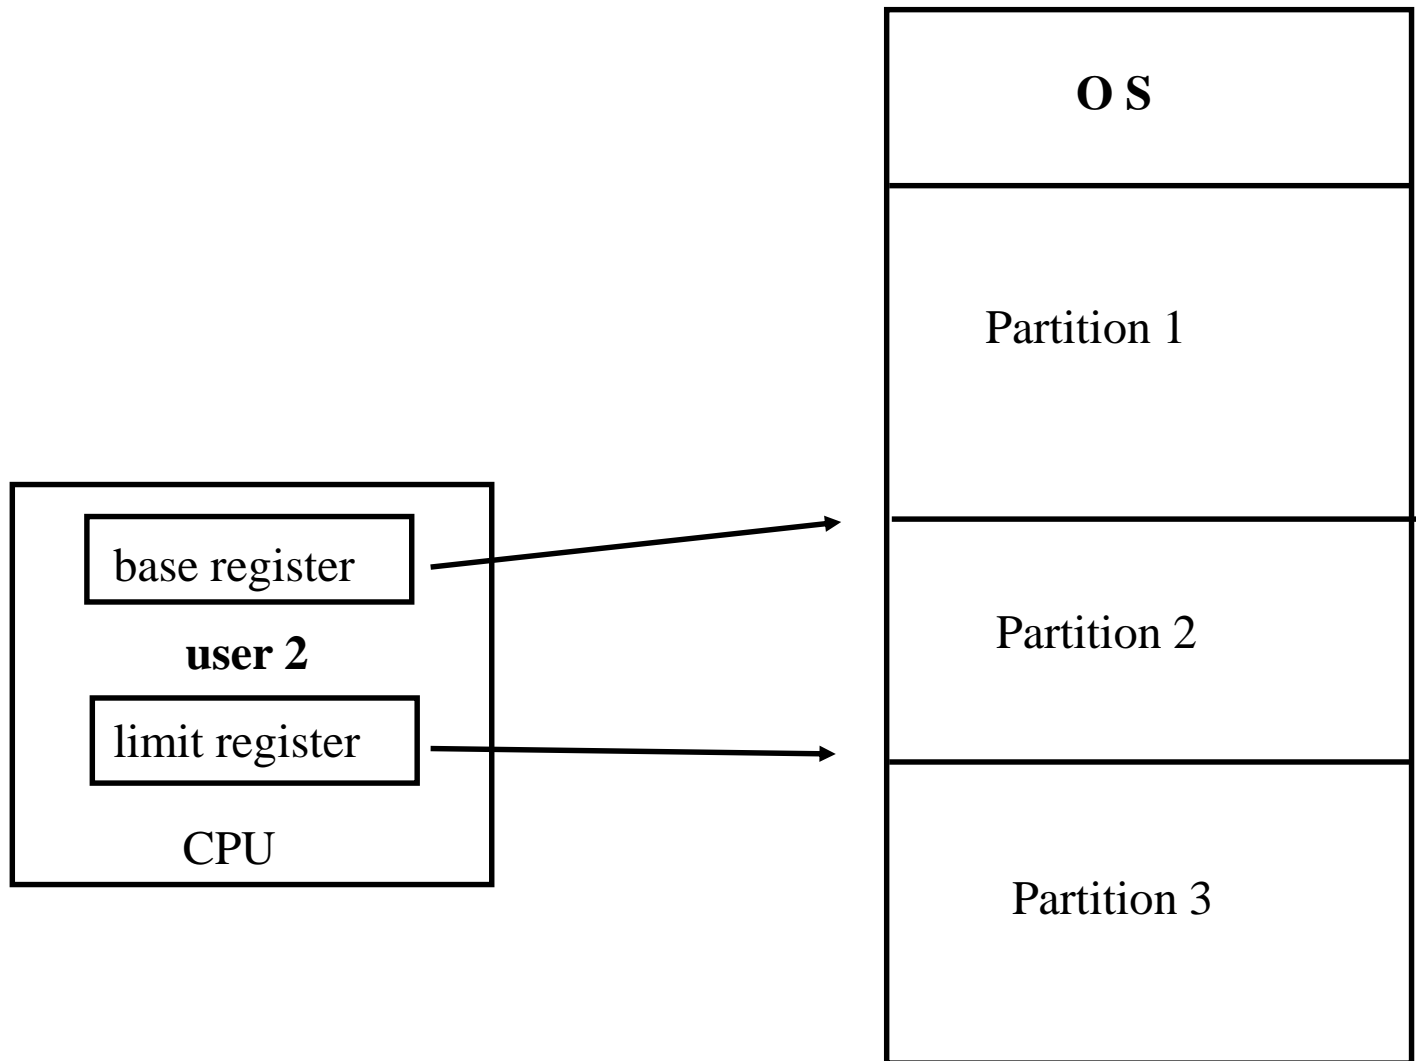 O S
Partition 1
base register
user 2
limit register
CPU
Partition 2
Partition 3